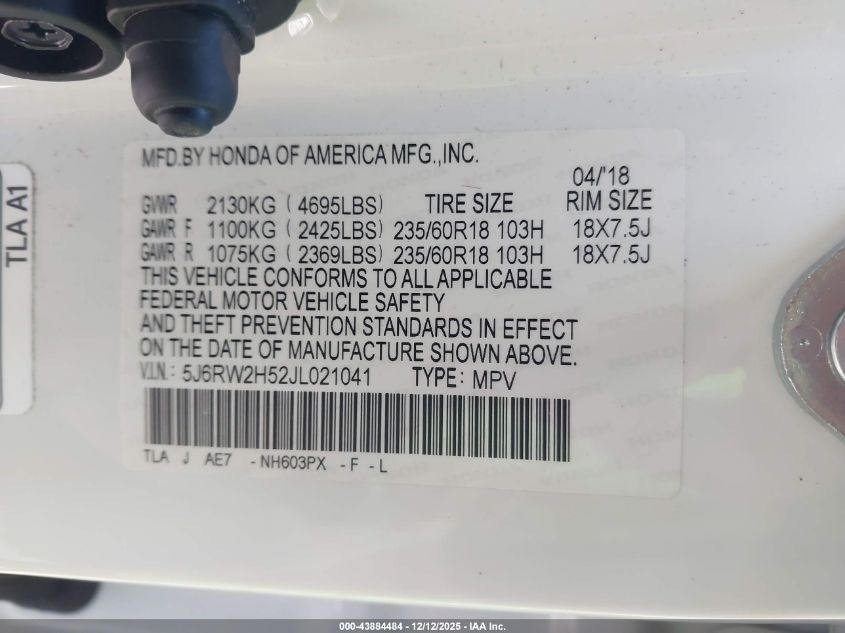 MFD.BY HONDA OF AMERICA MFG.,INC.
04/'18
GVWR 2130KG ( 4695LBS) TIRE SIZE RIM SIZE
GAWR F 1100KG ( 2425LBS) 235/60R18 103H 18X7.5J
GAWR R 1075KG ( 2369LBS) 235/60R18 103H 18X7.5J
THIS VEHICLE CONFORMS TO ALL APPLICABLE
FEDERAL MOTOR VEHICLE SAFETY
AND THEFT PREVENTION STANDARDS IN EFFECT
ON THE DATE OF MANUFACTURE SHOWN ABOVE.
V.I.N.: 5J6RW2H52JL021041 TYPE: MPV
TLA J AE7 -NH603PX -F -L
TLA A1
000-43884484 - 12/12/2025 - IAA Inc.